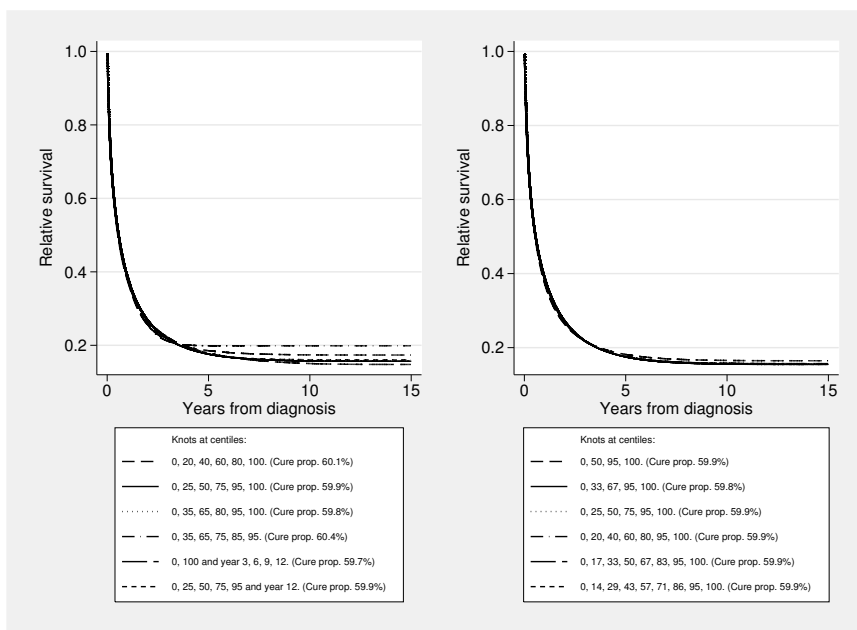 1.0
0.8
0.6
0.4
0.2
Relative survival
0 5 10 15
Years from diagnosis
Knots at centiles:
0, 20, 40, 60, 80, 100. (Cure prop. 60.1%)
0, 25, 50, 75, 95, 100. (Cure prop. 59.9%)
0, 35, 65, 80, 95, 100. (Cure prop. 59.8%)
0, 35, 65, 75, 85, 95. (Cure prop. 60.4%)
0, 100 and year 3, 6, 9, 12. (Cure prop. 59.7%)
0, 25, 50, 75, 95 and year 12. (Cure prop. 59.9%)
1.0
0.8
0.6
0.4
0.2
Relative survival
0 5 10 15
Years from diagnosis
Knots at centiles:
0, 50, 95, 100. (Cure prop. 59.9%)
0, 33, 67, 95, 100. (Cure prop. 59.8%)
0, 25, 50, 75, 95, 100. (Cure prop. 59.9%)
0, 20, 40, 60, 80, 95, 100. (Cure prop. 59.9%)
0, 17, 33, 50, 67, 83, 95, 100. (Cure prop. 59.9%)
0, 14, 29, 43, 57, 71, 86, 95, 100. (Cure prop. 59.9%)